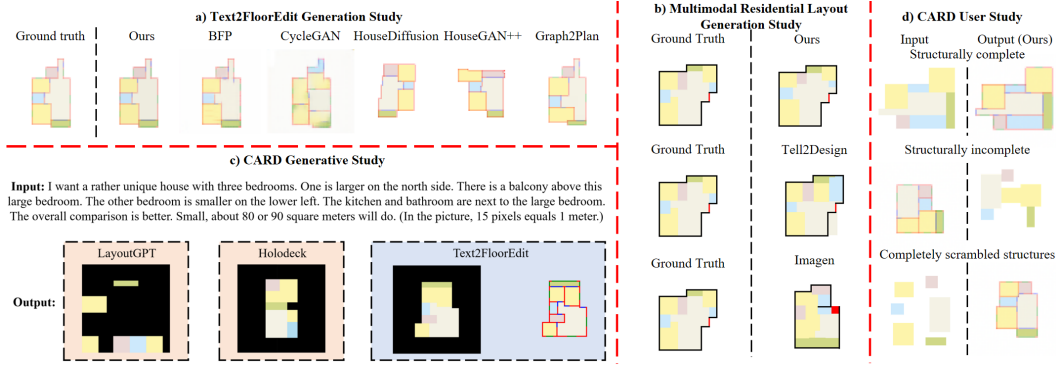 a) Text2FloorEdit Generation Study
Ground truth Ours BFP CycleGAN HouseDiffusion HouseGAN++ Graph2Plan
c) CARD Generative Study
Input: I want a rather unique house with three bedrooms. One is larger on the north side. There is a balcony above this
large bedroom. The other bedroom is smaller on the lower left. The kitchen and bathroom are next to the large bedroom.
The overall comparison is better. Small, about 80 or 90 square meters will do. (In the picture, 15 pixels equals 1 meter.)
LayoutGPT Holodeck Text2FloorEdit
Output:
b) Multimodal Residential Layout
Generation Study
Ground Truth Ours
Ground Truth Tell2Design
Ground Truth Imagen
d) CARD User Study
Input Output (Ours)
Structurally complete
Structurally incomplete
Completely scrambled structures